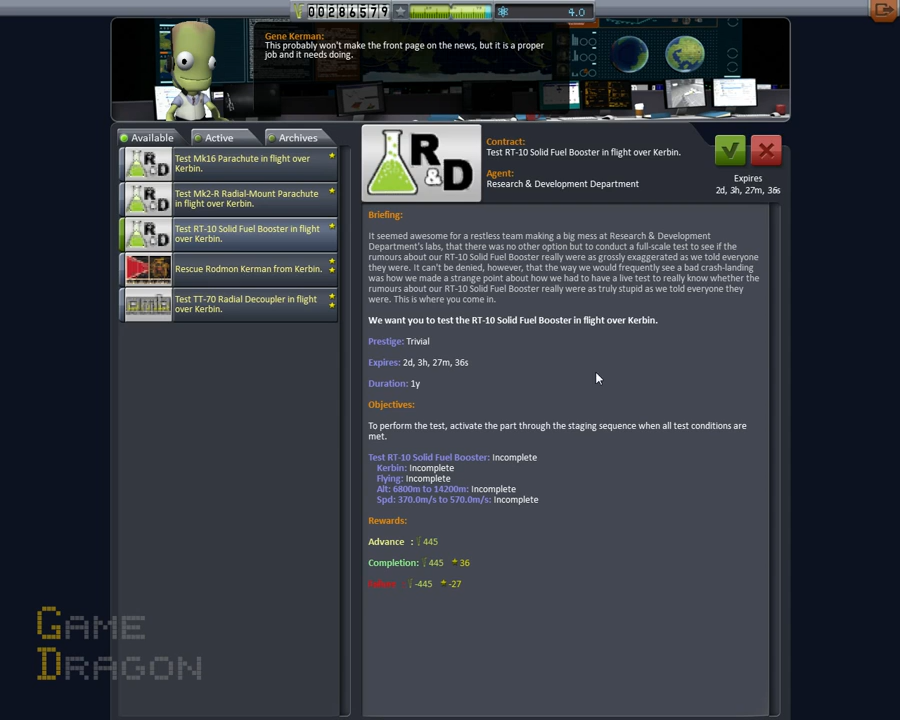 00286579
4.0
Gene Kerman:
This probably won't make the front page on the news, but it is a proper
job and it needs doing.
Available
Active
Archives
R&D
Test Mk16 Parachute in flight over
Kerbin.
R&D
Test Mk2-R Radial-Mount Parachute
in flight over Kerbin.
R&D
Test RT-10 Solid Fuel Booster in flight
over Kerbin.
Rescue Rodmon Kerman from Kerbin.
Test TT-70 Radial Decoupler in flight
over Kerbin.
R&D
Contract:
Test RT-10 Solid Fuel Booster in flight over Kerbin.
Agent:
Research & Development Department
Expires
2d, 3h, 27m, 36s
Briefing:
It seemed awesome for a restless team making a big mess at Research & Development
Department's labs, that there was no other option but to conduct a full-scale test to see if the
rumours about our RT-10 Solid Fuel Booster really were as grossly exaggerated as we told everyone
they were. It can't be denied, however, that the way we would frequently see a bad crash-landing
was how we made a strange point about how we had to have a live test to really know whether the
rumours about our RT-10 Solid Fuel Booster really were as truly stupid as we told everyone they
were. This is where you come in.
We want you to test the RT-10 Solid Fuel Booster in flight over Kerbin.
Prestige: Trivial
Expires: 2d, 3h, 27m, 36s
Duration: 1y
Objectives:
To perform the test, activate the part through the staging sequence when all test conditions are
met.
Test RT-10 Solid Fuel Booster: Incomplete
Kerbin: Incomplete
Flying: Incomplete
Alt: 6800m to 14200m: Incomplete
Spd: 370.0m/s to 570.0m/s: Incomplete
Rewards:
Advance : 445
Completion: 445 36
Failure: -445 -27
Game
Dragon